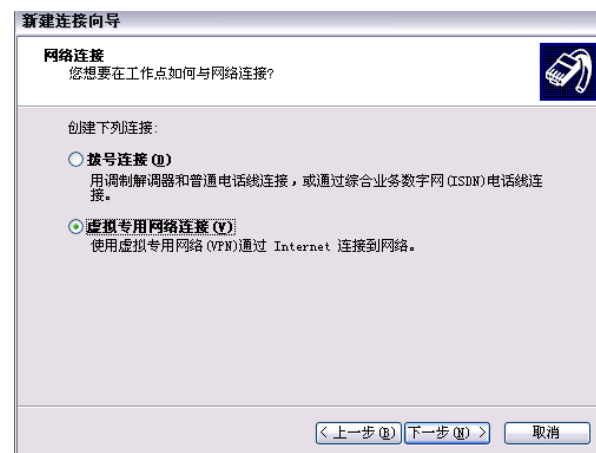 新建连接向导
网络连接
您想要在工作点如何与网络连接?
创建下列连接:
拨号连接(D)
用调制解调器和普通电话线连接，或通过综合业务数字网(ISDN)电话线连
接。
虚拟专用网络连接(V)
使用虚拟专用网络(VPN)通过 Internet 连接到网络。
< 上一步(B) 下一步(N) > 取消